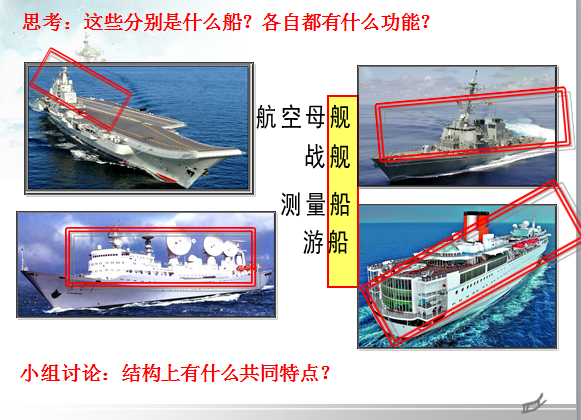 思考：这些分别是什么船？各自都有什么功能？
航空母舰
战舰
测量船
游船
小组讨论：结构上有什么共同特点？